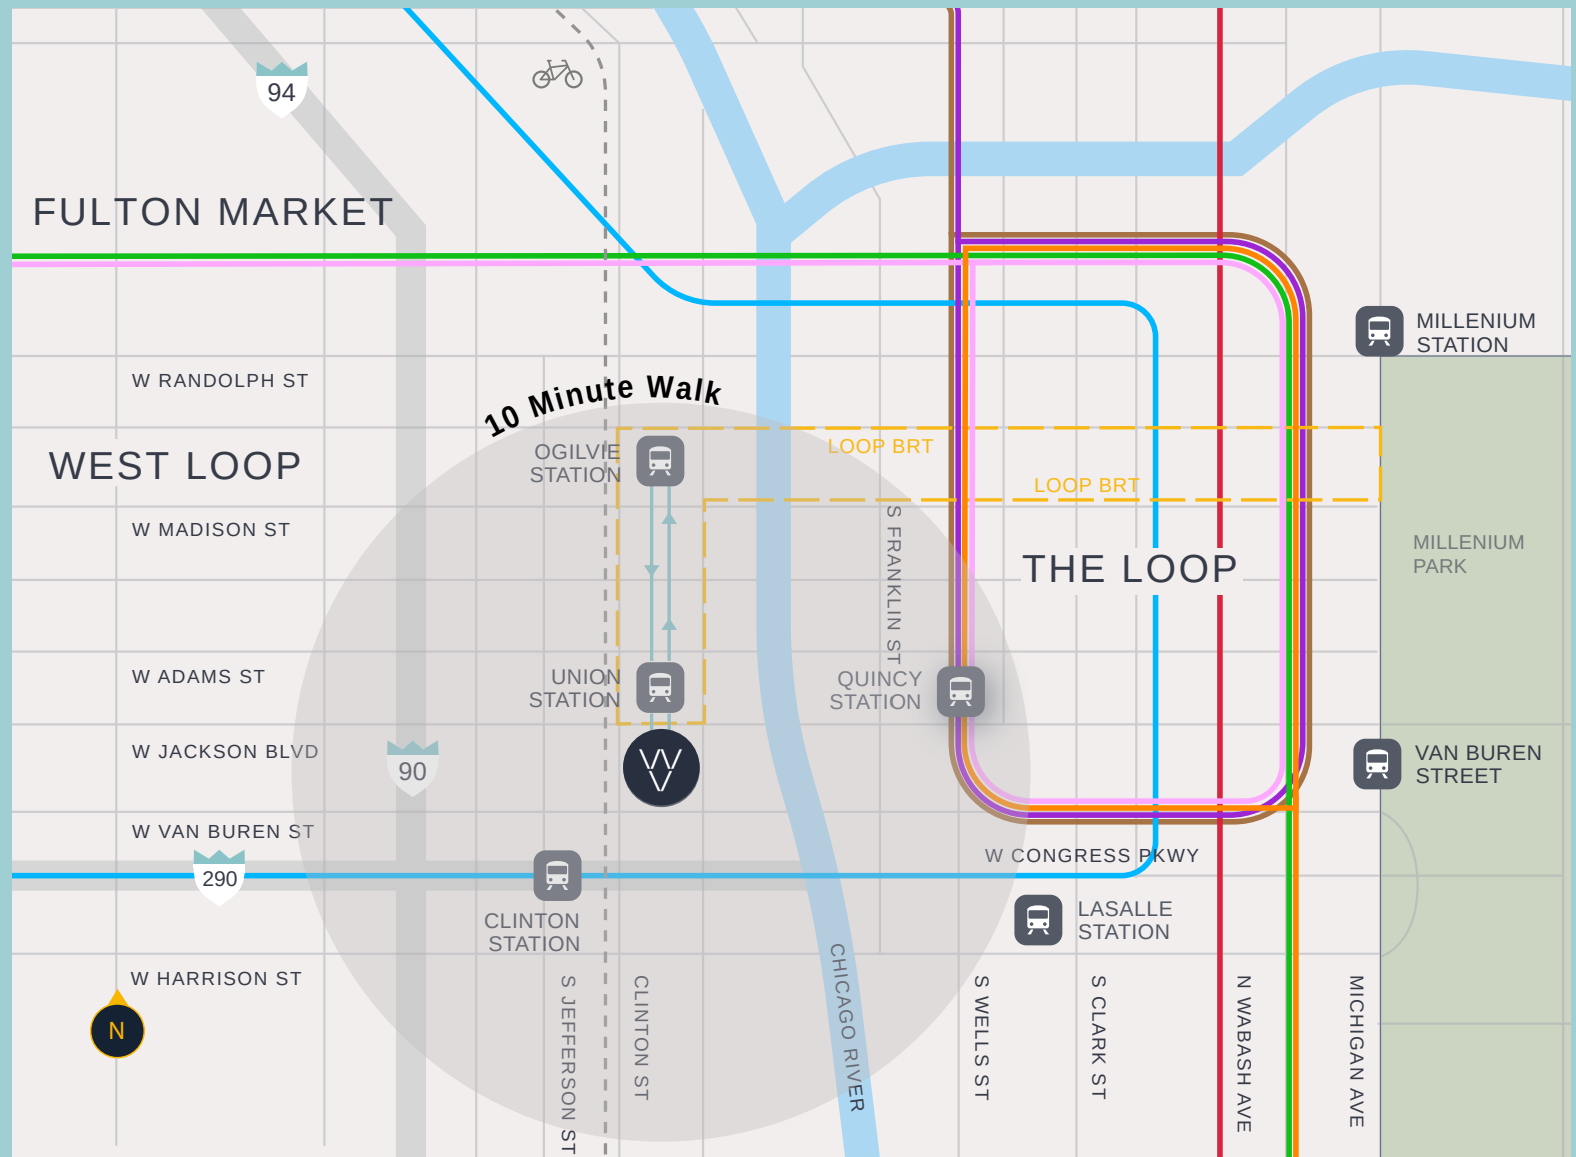 94
FULTON MARKET
MILLENIUM
STATION
W RANDOLPH ST
10 Minute Walk
OGILVIE
STATION
LOOP BRT
WEST LOOP
LOOP BRT
W MADISON ST
S FRANKLIN ST
THE LOOP
MILLENIUM
PARK
W ADAMS ST
UNION
STATION
QUINCY
STATION
W JACKSON BLVD
90
VAN BUREN
STREET
W VAN BUREN ST
W CONGRESS PKWY
290
CLINTON
STATION
LASALLE
STATION
W HARRISON ST
N
S JEFFERSON ST
CLINTON ST
CHICAGO RIVER
S WELLS ST
S CLARK ST
N WABASH AVE
MICHIGAN AVE